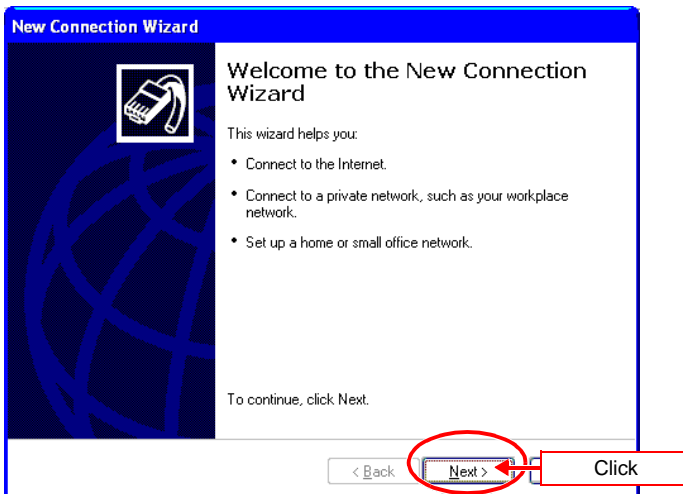 New Connection Wizard
Welcome to the New Connection
Wizard
This wizard helps you:
• Connect to the Internet.
• Connect to a private network, such as your workplace
network.
• Set up a home or small office network.
To continue, click Next.
< Back
Next >
Click